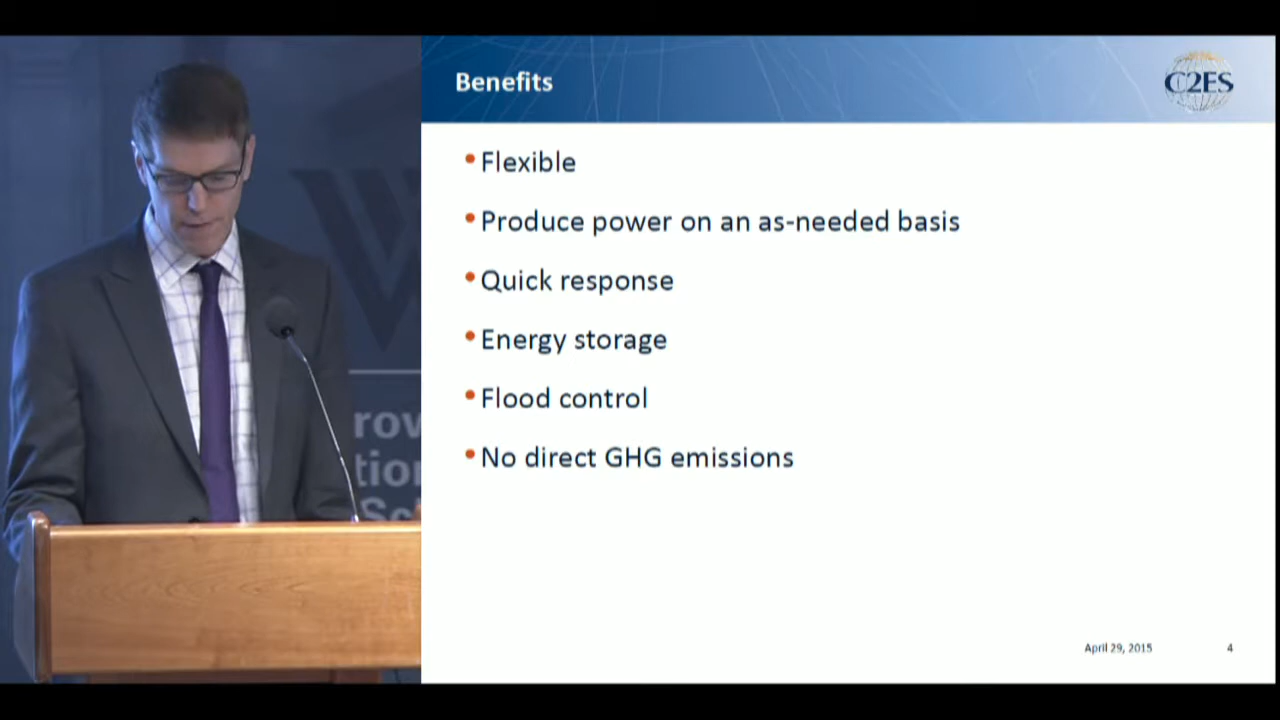 Benefits
C2ES
• Flexible
• Produce power on an as-needed basis
• Quick response
• Energy storage
• Flood control
• No direct GHG emissions
April 29, 2015 4
W